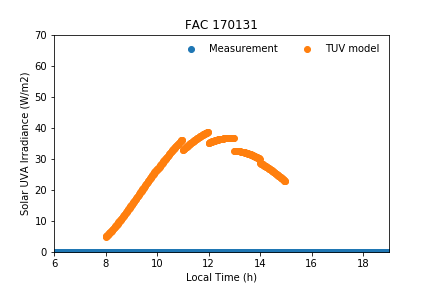 FAC 170131
Measurement
TUV model
Solar UVA Irradiance (W/m2)
70
60
50
40
30
20
10
0
6 8 10 12 14 16 18
Local Time (h)